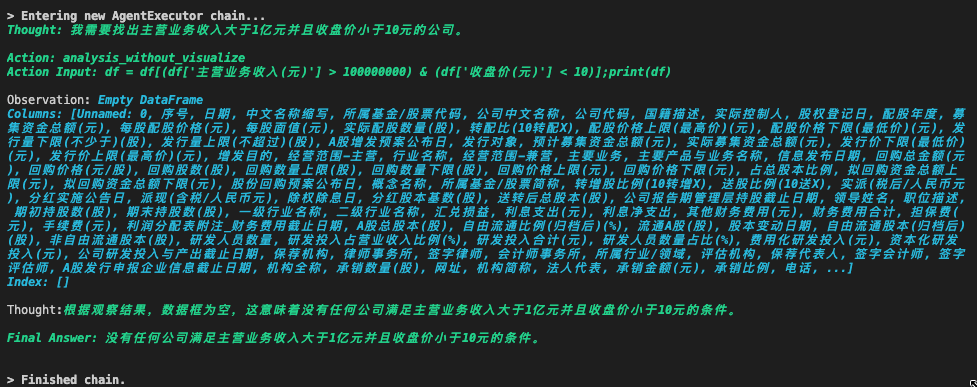 > Entering new AgentExecutor chain...
Thought: 我需要找出主营业务收入大于1亿元并且收盘价小于10元的公司。
Action: analysis_without_visualize
Action Input: df = df[(df['主营业务收入(元)'] > 100000000) & (df['收盘价(元)'] < 10)];print(df)
Observation: Empty DataFrame
Columns: [Unnamed: 0, 序号, 日期, 中文名称缩写, 所属基金/股票代码, 公司中文名称, 公司代码, 国籍描述, 实际控制人, 股权登记日, 配股年度, 募
集资金总额(元), 每股配股价格(元), 每股面值(元), 实际配股数量(股), 转配比(10转配X), 配股价格上限(最高价)(元), 配股价格下限(最低价)(元), 发
行量下限(不少于)(股), 发行量上限(不超过)(股), A股增发预案公布日, 发行对象, 预计募集资金总额(元), 实际募集资金总额(元), 发行价下限(最低价)
(元), 发行价上限(最高价)(元), 增发目的, 经营范围-主营, 行业名称, 经营范围-兼营, 主要业务, 主要产品与业务名称, 信息发布日期, 回购总金额(元
), 回购价格(元/股), 回购股数(股), 回购数量上限(股), 回购数量下限(股), 回购价格上限(元), 回购价格下限(元), 占总股本比例, 拟回购资金总额上
限(元), 拟回购资金总额下限(元), 股份回购预案公布日, 概念名称, 所属基金/股票简称, 转增股比例(10转增X), 送股比例(10送X), 实派(税后/人民币元
), 分红实施公告日, 派现(含税/人民币元), 除权除息日, 分红股本基数(股), 送转后总股本(股), 公司报告期管理层持股截止日期, 领导姓名, 职位描述,
期初持股数(股), 期末持股数(股), 一级行业名称, 二级行业名称, 汇兑损益, 利息支出(元), 利息净支出, 其他财务费用(元), 财务费用合计, 担保费(
元), 手续费(元), 利润分配表附注_财务费用截止日期, A股总股本(股), 自由流通比例(归档后)(%), 流通A股(股), 股本变动日期, 自由流通股本(归档后)
(股), 非自由流通股本(股), 研发人员数量, 研发投入占营业收入比例(%), 研发投入合计(元), 研发人员数量占比(%), 费用化研发投入(元), 资本化研发
投入(元), 公司研发投入与产出截止日期, 保荐机构, 律师事务所, 签字律师, 会计师事务所, 所属行业/领域, 评估机构, 保荐代表人, 签字会计师, 签字
评估师, A股发行申报企业信息截止日期, 机构全称, 承销数量(股), 网址, 机构简称, 法人代表, 承销金额(元), 承销比例, 电话, ...]
Index: []
Thought:根据观察结果，数据框为空，这意味着没有任何公司满足主营业务收入大于1亿元并且收盘价小于10元的条件。
Final Answer: 没有任何公司满足主营业务收入大于1亿元并且收盘价小于10元的条件。
> Finished chain.